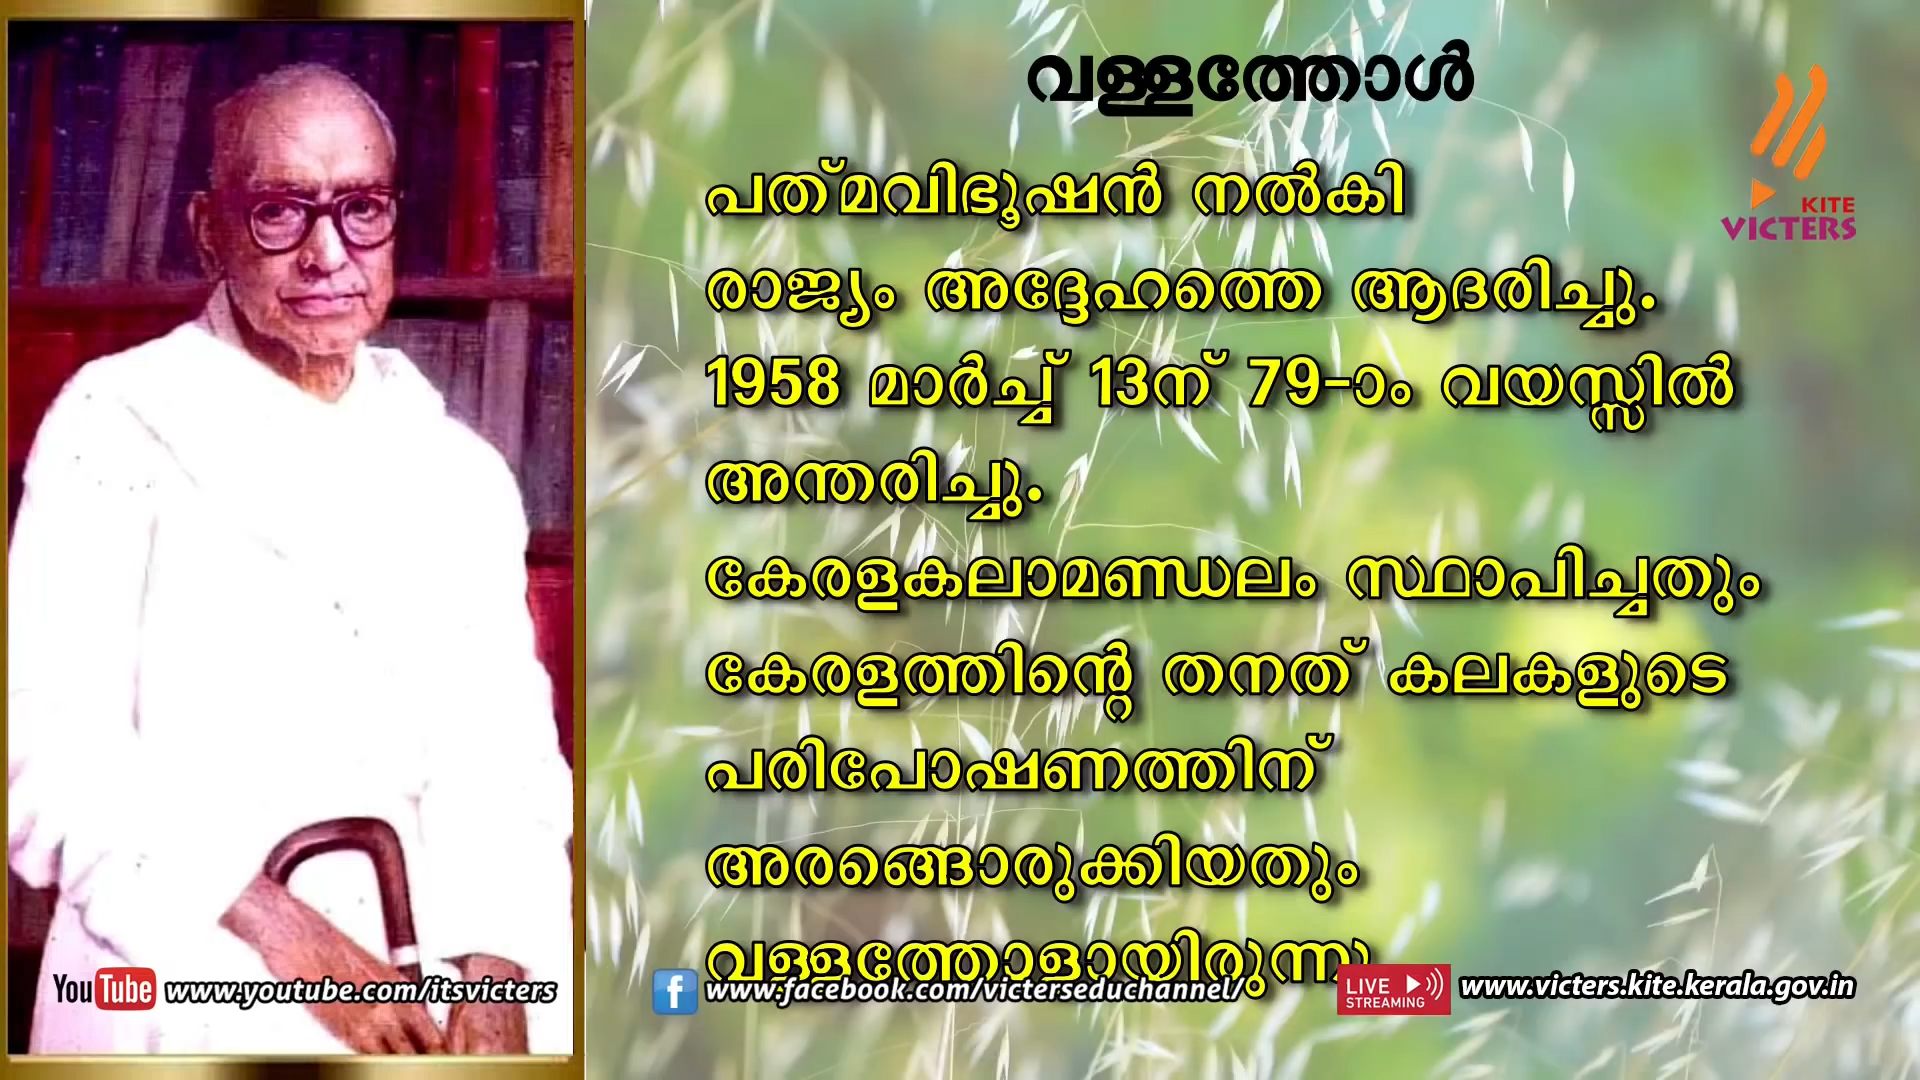 വള്ളത്തോൾ
പത്‌മവിഭൂഷൻ നൽകി
രാജ്യം അദ്ദേഹത്തെ ആദരിച്ചു.
1958 മാർച്ച് 13ന് 79-ാം വയസ്സിൽ
അന്തരിച്ചു.
കേരളകലാമണ്ഡലം സ്ഥാപിച്ചതും
കേരളത്തിന്റെ തനത് കലകളുടെ
പരിപോഷണത്തിന്
അരങ്ങൊരുക്കിയതും
വള്ളത്തോളായിരുന്നു
KITE
VICTERS
YouTube www.youtube.com/itsvicters
f www.facebook.com/victerseduchannel/
LIVE STREAMING www.victers.kite.kerala.gov.in